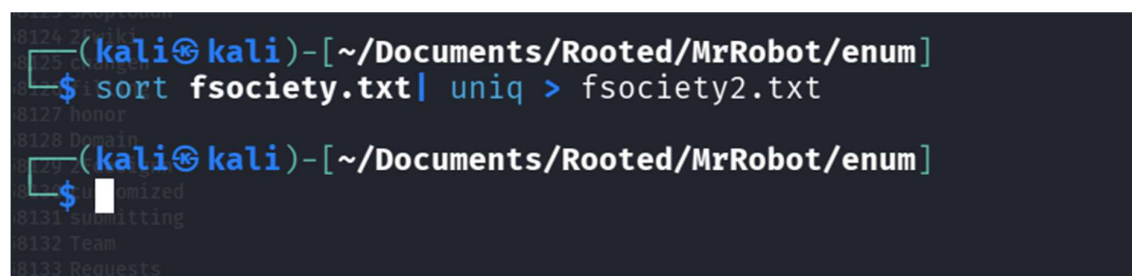 ┌──(kali㉿kali)-[~/Documents/Rooted/MrRobot/enum]
└─$ sort fsociety.txt| uniq > fsociety2.txt
8127 honor
8128 Domain
┌──(kali㉿kali)-[~/Documents/Rooted/MrRobot/enum]
└─$
8131 submitting
8132 Team
8133 Requests